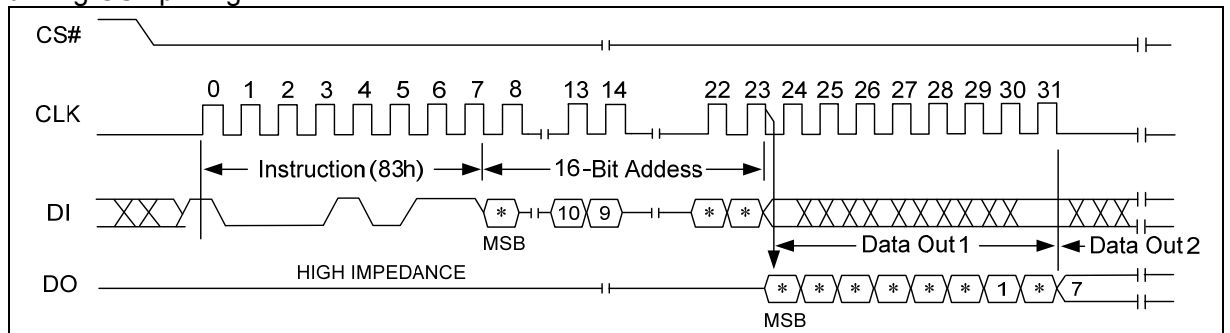 CS#
0 1 2 3 4 5 6 7 8 13 14 22 23 24 25 26 27 28 29 30 31
CLK
Instruction (83h) 16-Bit Addess
DI * 10 9 * *
MSB
Data Out 1 Data Out 2
HIGH IMPEDANCE
DO * * * * * * 1 * 7
MSB